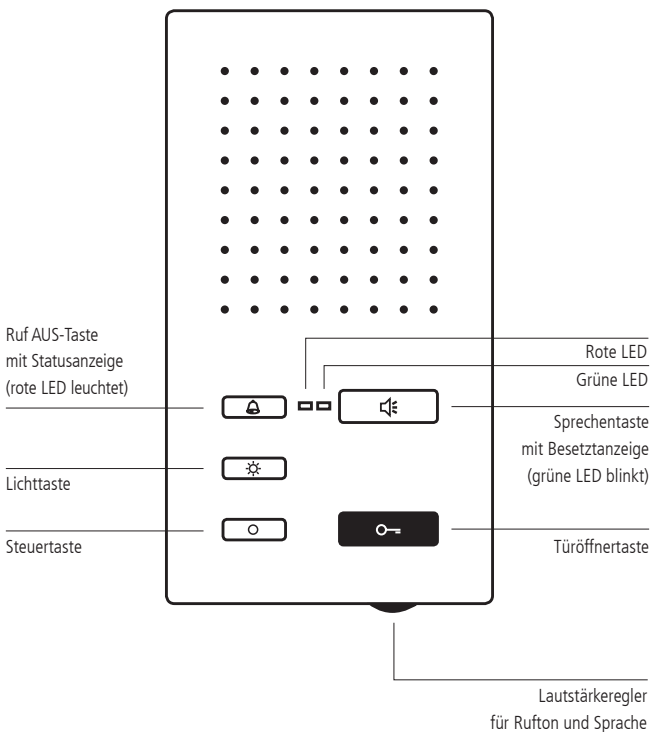 Ruf AUS-Taste
mit Statusanzeige
(rote LED leuchtet)
Lichttaste
Steuertaste
Rote LED
Grüne LED
Sprechentaste
mit Besetztanzeige
(grüne LED blinkt)
Türöffnertaste
Lautstärkeregler
für Rufton und Sprache